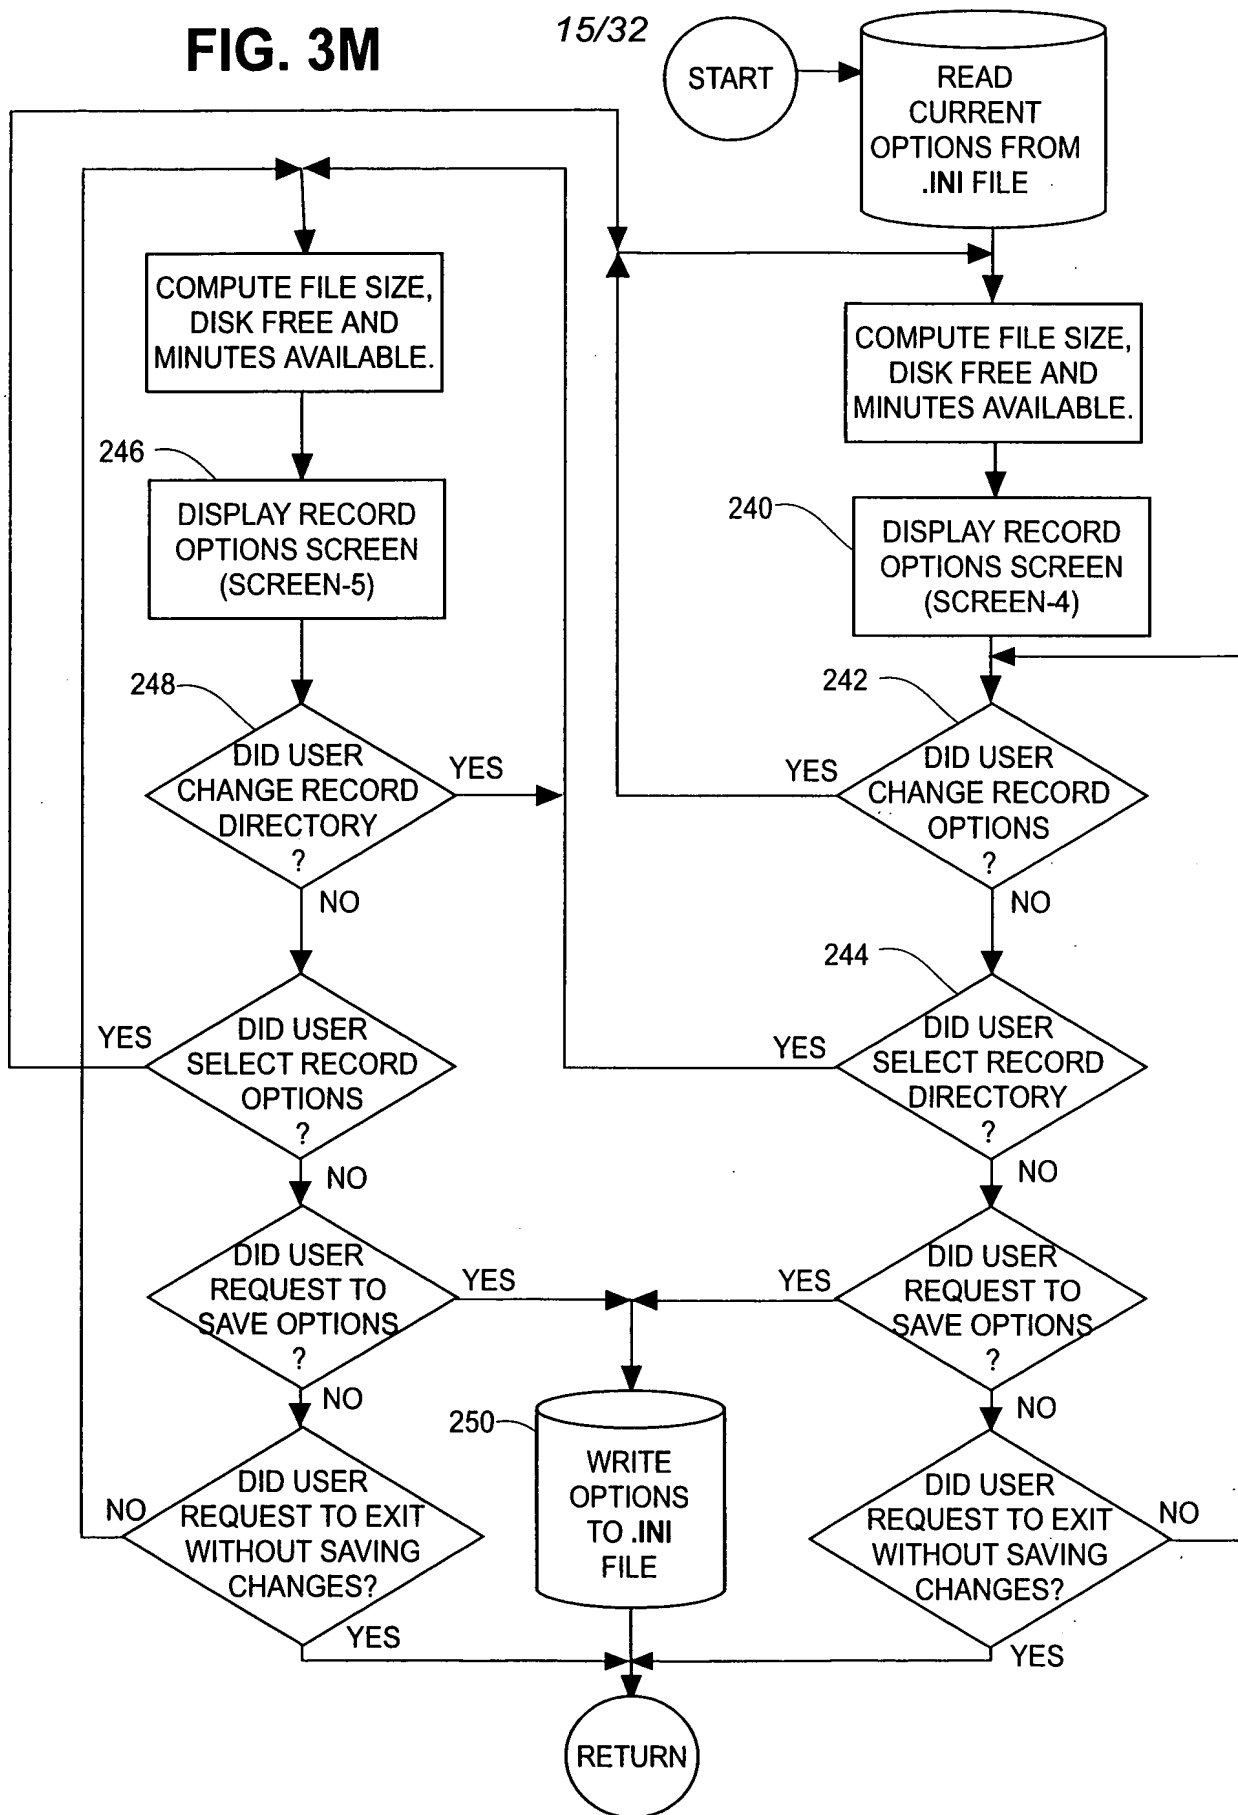 FIG. 3M
15/32
START
READ
CURRENT
OPTIONS FROM
.INI FILE
COMPUTE FILE SIZE,
DISK FREE AND
MINUTES AVAILABLE.
COMPUTE FILE SIZE,
DISK FREE AND
MINUTES AVAILABLE.
246
DISPLAY RECORD
OPTIONS SCREEN
(SCREEN-5)
240
DISPLAY RECORD
OPTIONS SCREEN
(SCREEN-4)
248
DID USER
CHANGE RECORD
DIRECTORY
?
YES
NO
242
DID USER
CHANGE RECORD
OPTIONS
?
YES
NO
DID USER
SELECT RECORD
OPTIONS
?
YES
NO
244
DID USER
SELECT RECORD
DIRECTORY
?
YES
NO
DID USER
REQUEST TO
SAVE OPTIONS
?
YES
NO
DID USER
REQUEST TO
SAVE OPTIONS
?
YES
NO
250
WRITE
OPTIONS
TO .INI
FILE
DID USER
REQUEST TO EXIT
WITHOUT SAVING
CHANGES?
NO
YES
DID USER
REQUEST TO EXIT
WITHOUT SAVING
CHANGES?
NO
YES
RETURN